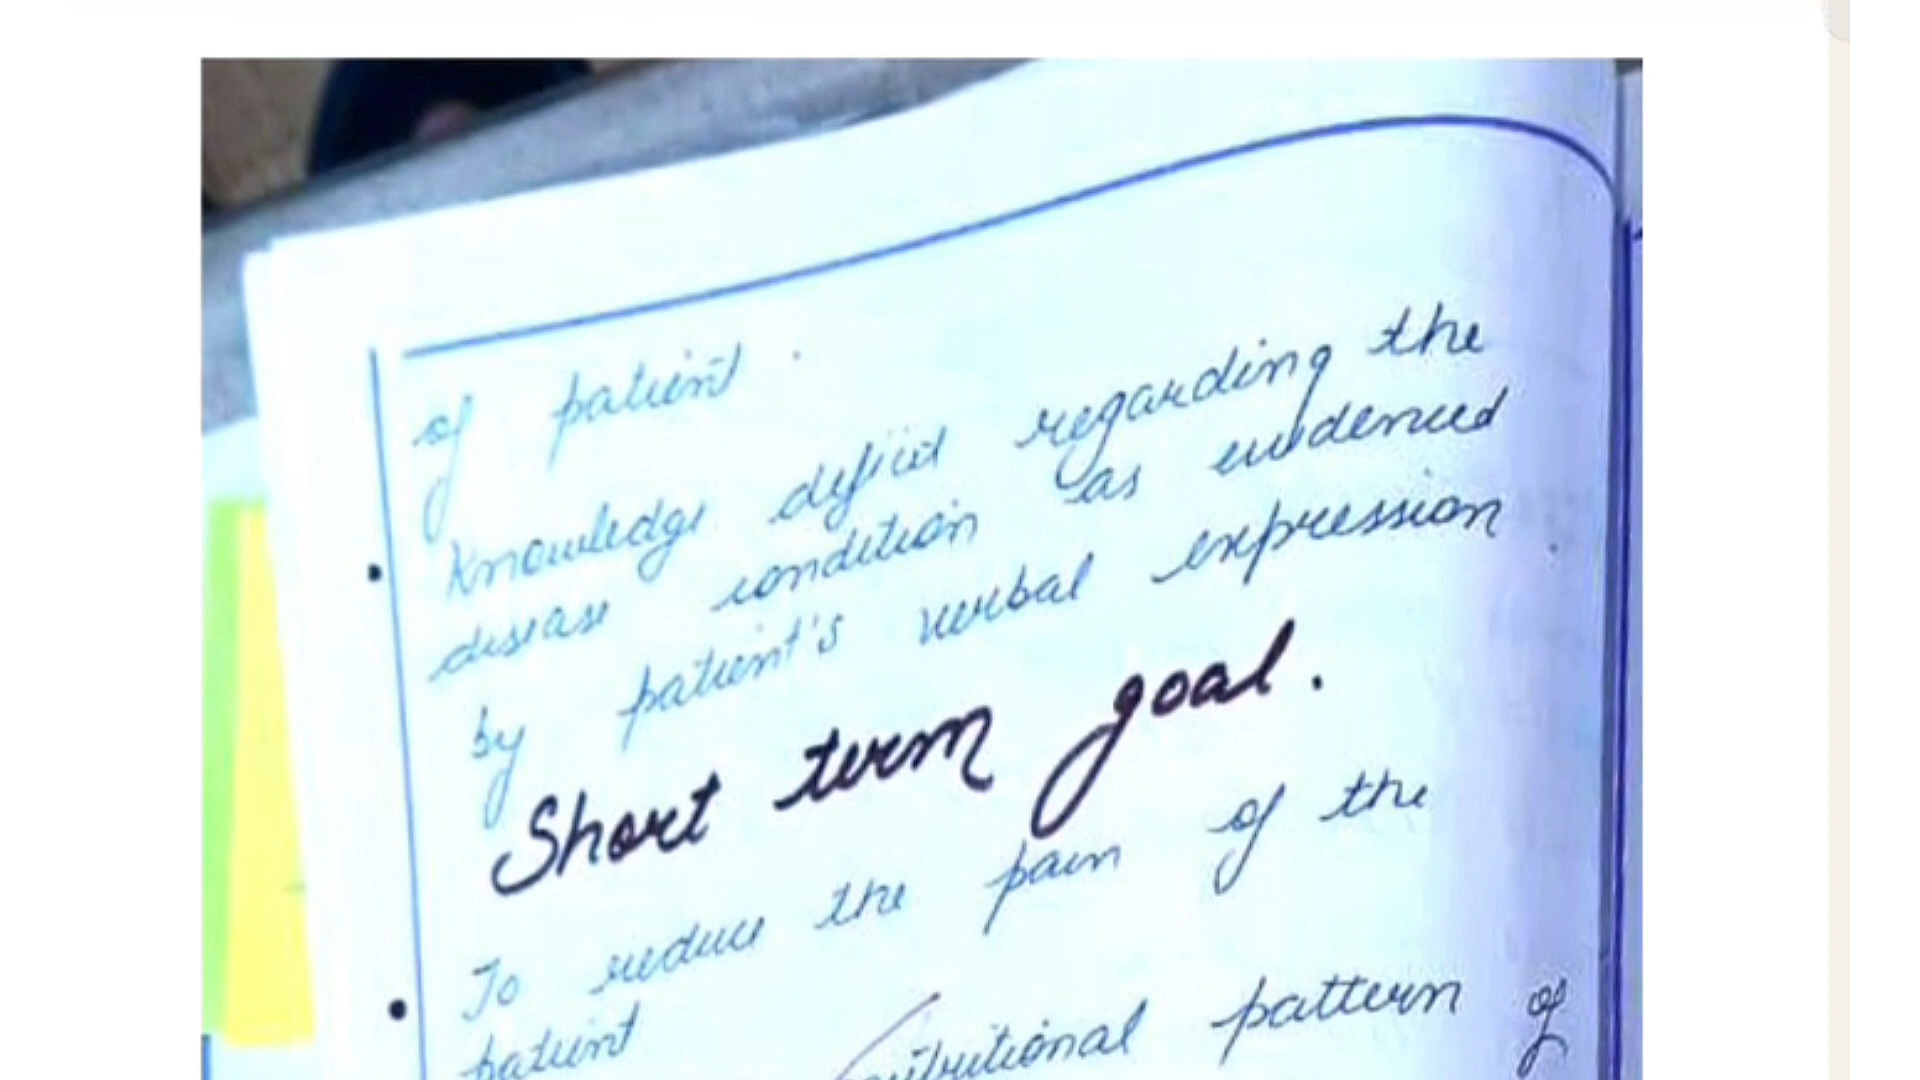 of patient.
• Knowledge deficit regarding the
disease condition as evidenced
by patient's verbal expression.
Short term goal.
• To reduce the pain of the
patient
nutritional pattern of